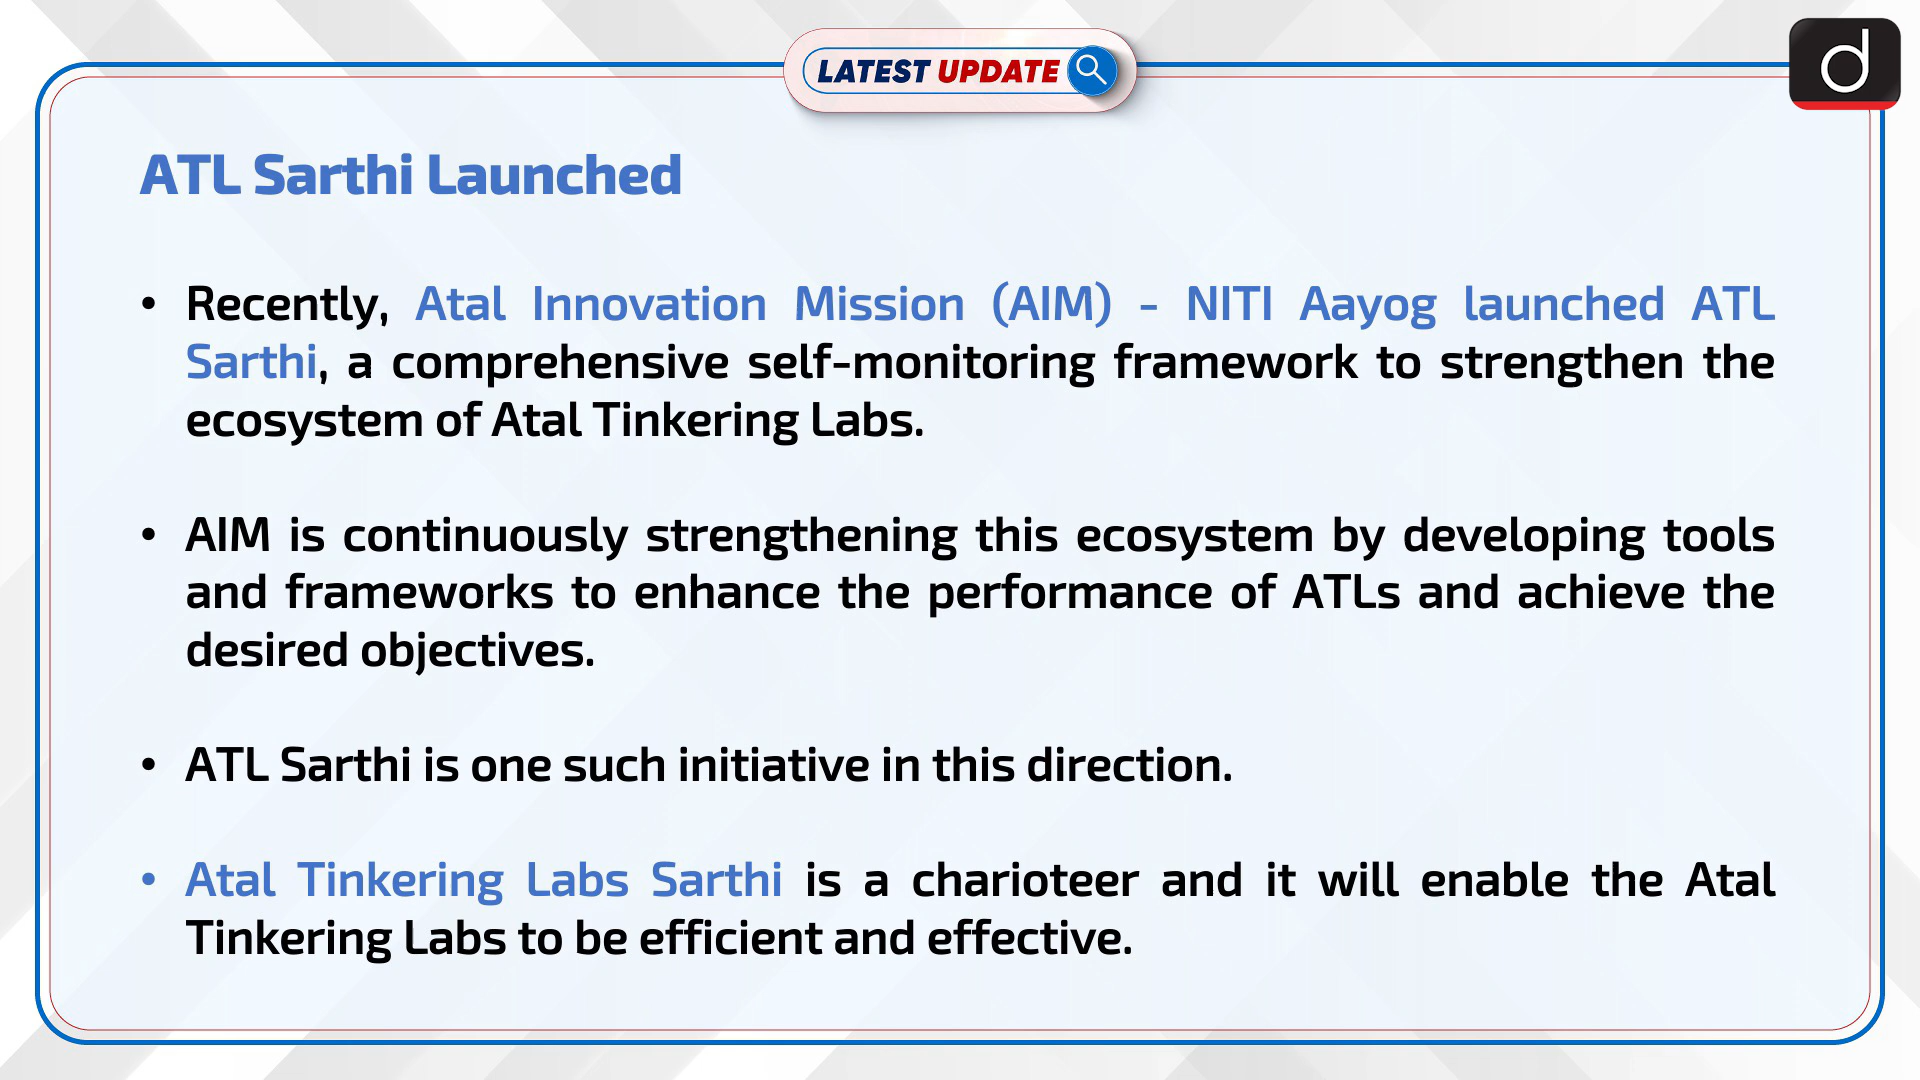 LATEST UPDATE
d
ATL Sarthi Launched
• Recently, Atal Innovation Mission (AIM) - NITI Aayog launched ATL
Sarthi, a comprehensive self-monitoring framework to strengthen the
ecosystem of Atal Tinkering Labs.
• AIM is continuously strengthening this ecosystem by developing tools
and frameworks to enhance the performance of ATLs and achieve the
desired objectives.
• ATL Sarthi is one such initiative in this direction.
• Atal Tinkering Labs Sarthi is a charioteer and it will enable the Atal
Tinkering Labs to be efficient and effective.